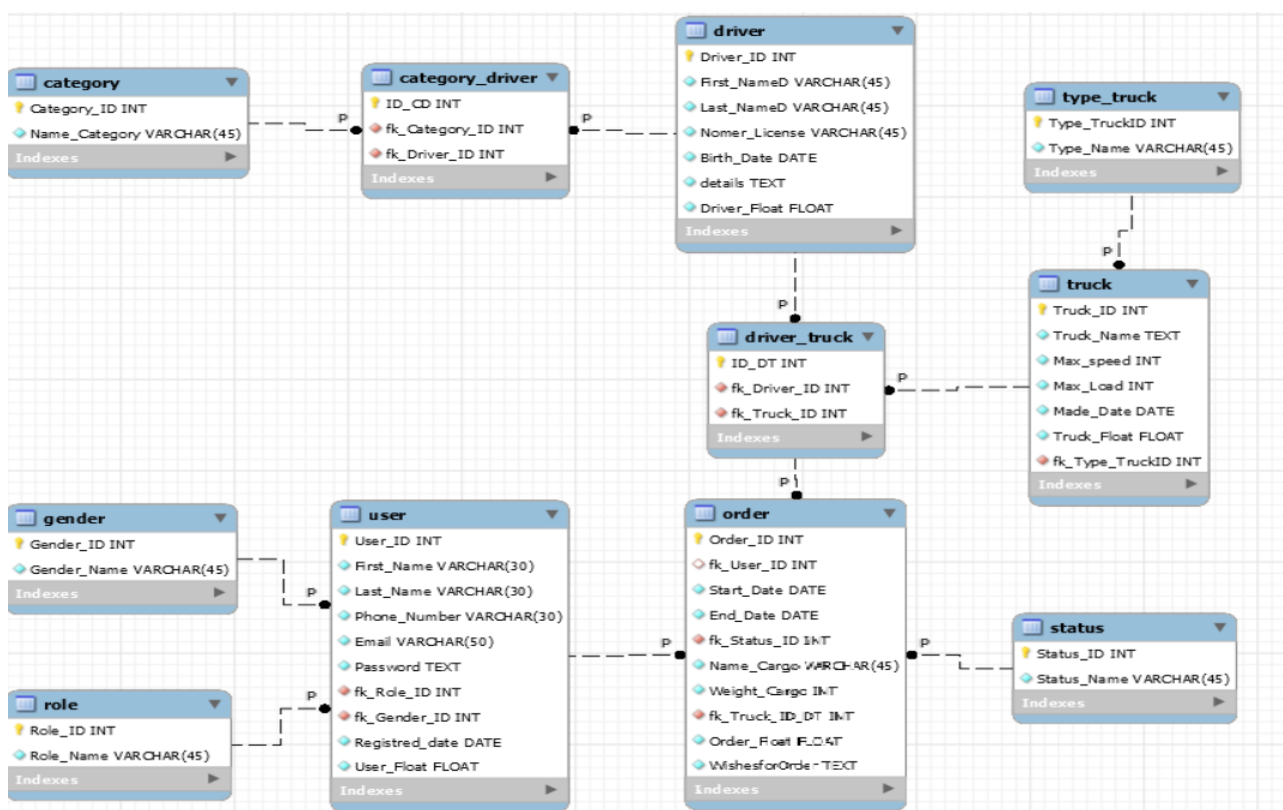 category
Category_ID INT
Name_Category VARCHAR(45)
Indexes
P
category_driver
ID_CD INT
fk_Category_ID INT
fk_Driver_ID INT
Indexes
P
driver
Driver_ID INT
First_NameD VARCHAR(45)
Last_NameD VARCHAR(45)
Nomer_License VARCHAR(45)
Birth_Date DATE
details TEXT
Driver_Float FLOAT
Indexes
type_truck
Type_TruckID INT
Type_Name VARCHAR(45)
Indexes
P
truck
Truck_ID INT
Truck_Name TEXT
Max_speed INT
Max_Load INT
Made_Date DATE
Truck_Float FLOAT
fk_Type_TruckID INT
Indexes
P
driver_truck
ID_DT INT
fk_Driver_ID INT
fk_Truck_ID INT
Indexes
P
P
gender
Gender_ID INT
Gender_Name VARCHAR(45)
Indexes
P
role
Role_ID INT
Role_Name VARCHAR(45)
Indexes
P
user
User_ID INT
First_Name VARCHAR(30)
Last_Name VARCHAR(30)
Phone_Number VARCHAR(30)
Email VARCHAR(50)
Password TEXT
fk_Role_ID INT
fk_Gender_ID INT
Registred_date DATE
User_Float FLOAT
Indexes
P
order
Order_ID INT
fk_User_ID INT
Start_Date DATE
End_Date DATE
fk_Status_ID INT
Name_Cargo VARCHAR(45)
Weight_Cargo INT
fk_Truck_ID_DT INT
Order_Float FLOAT
WishesforOrder TEXT
Indexes
P
status
Status_ID INT
Status_Name VARCHAR(45)
Indexes